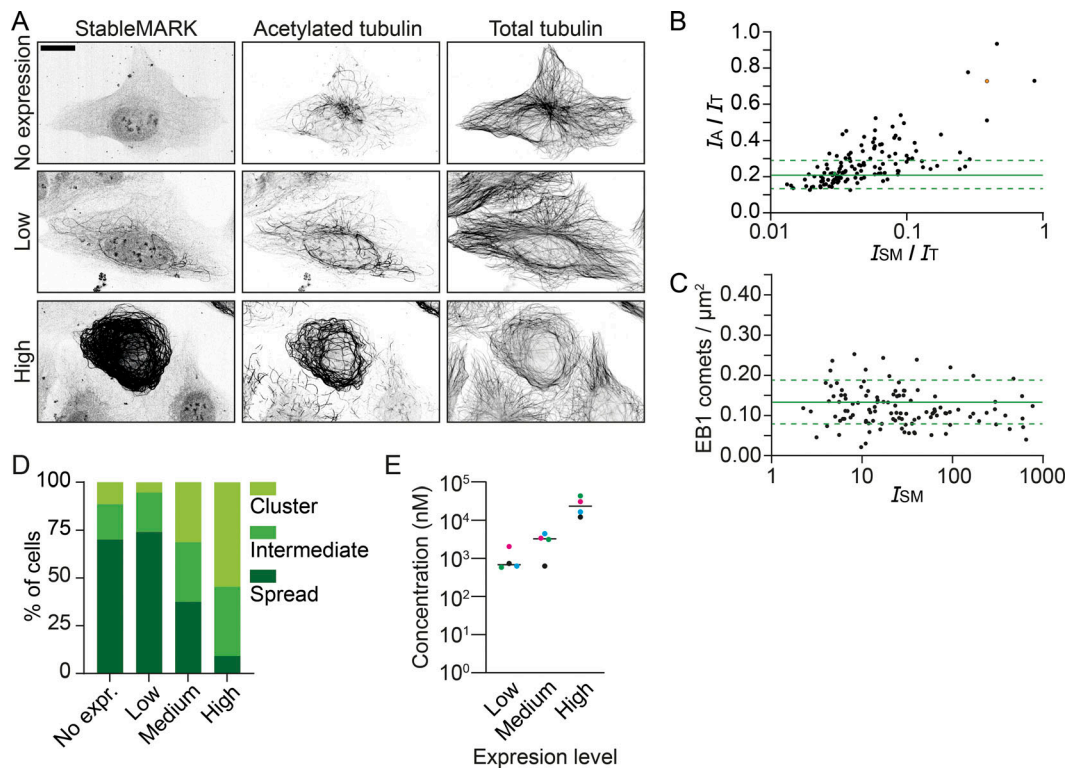 A
StableMARK
Acetylated tubulin
Total tubulin
No expression
Low
High
B
1.0
0.8
0.6
0.4
0.2
0.0
IA / IT
0.01
0.1
1
ISM / IT
C
0.40
0.30
0.20
0.10
0.00
EB1 comets / µm²
1
10
100
1000
ISM
D
100
75
50
25
0
% of cells
No expr.
Low
Medium
High
Cluster
Intermediate
Spread
E
10⁵
10⁴
10³
10²
10¹
10⁰
Concentration (nM)
Low
Medium
High
Expresion level